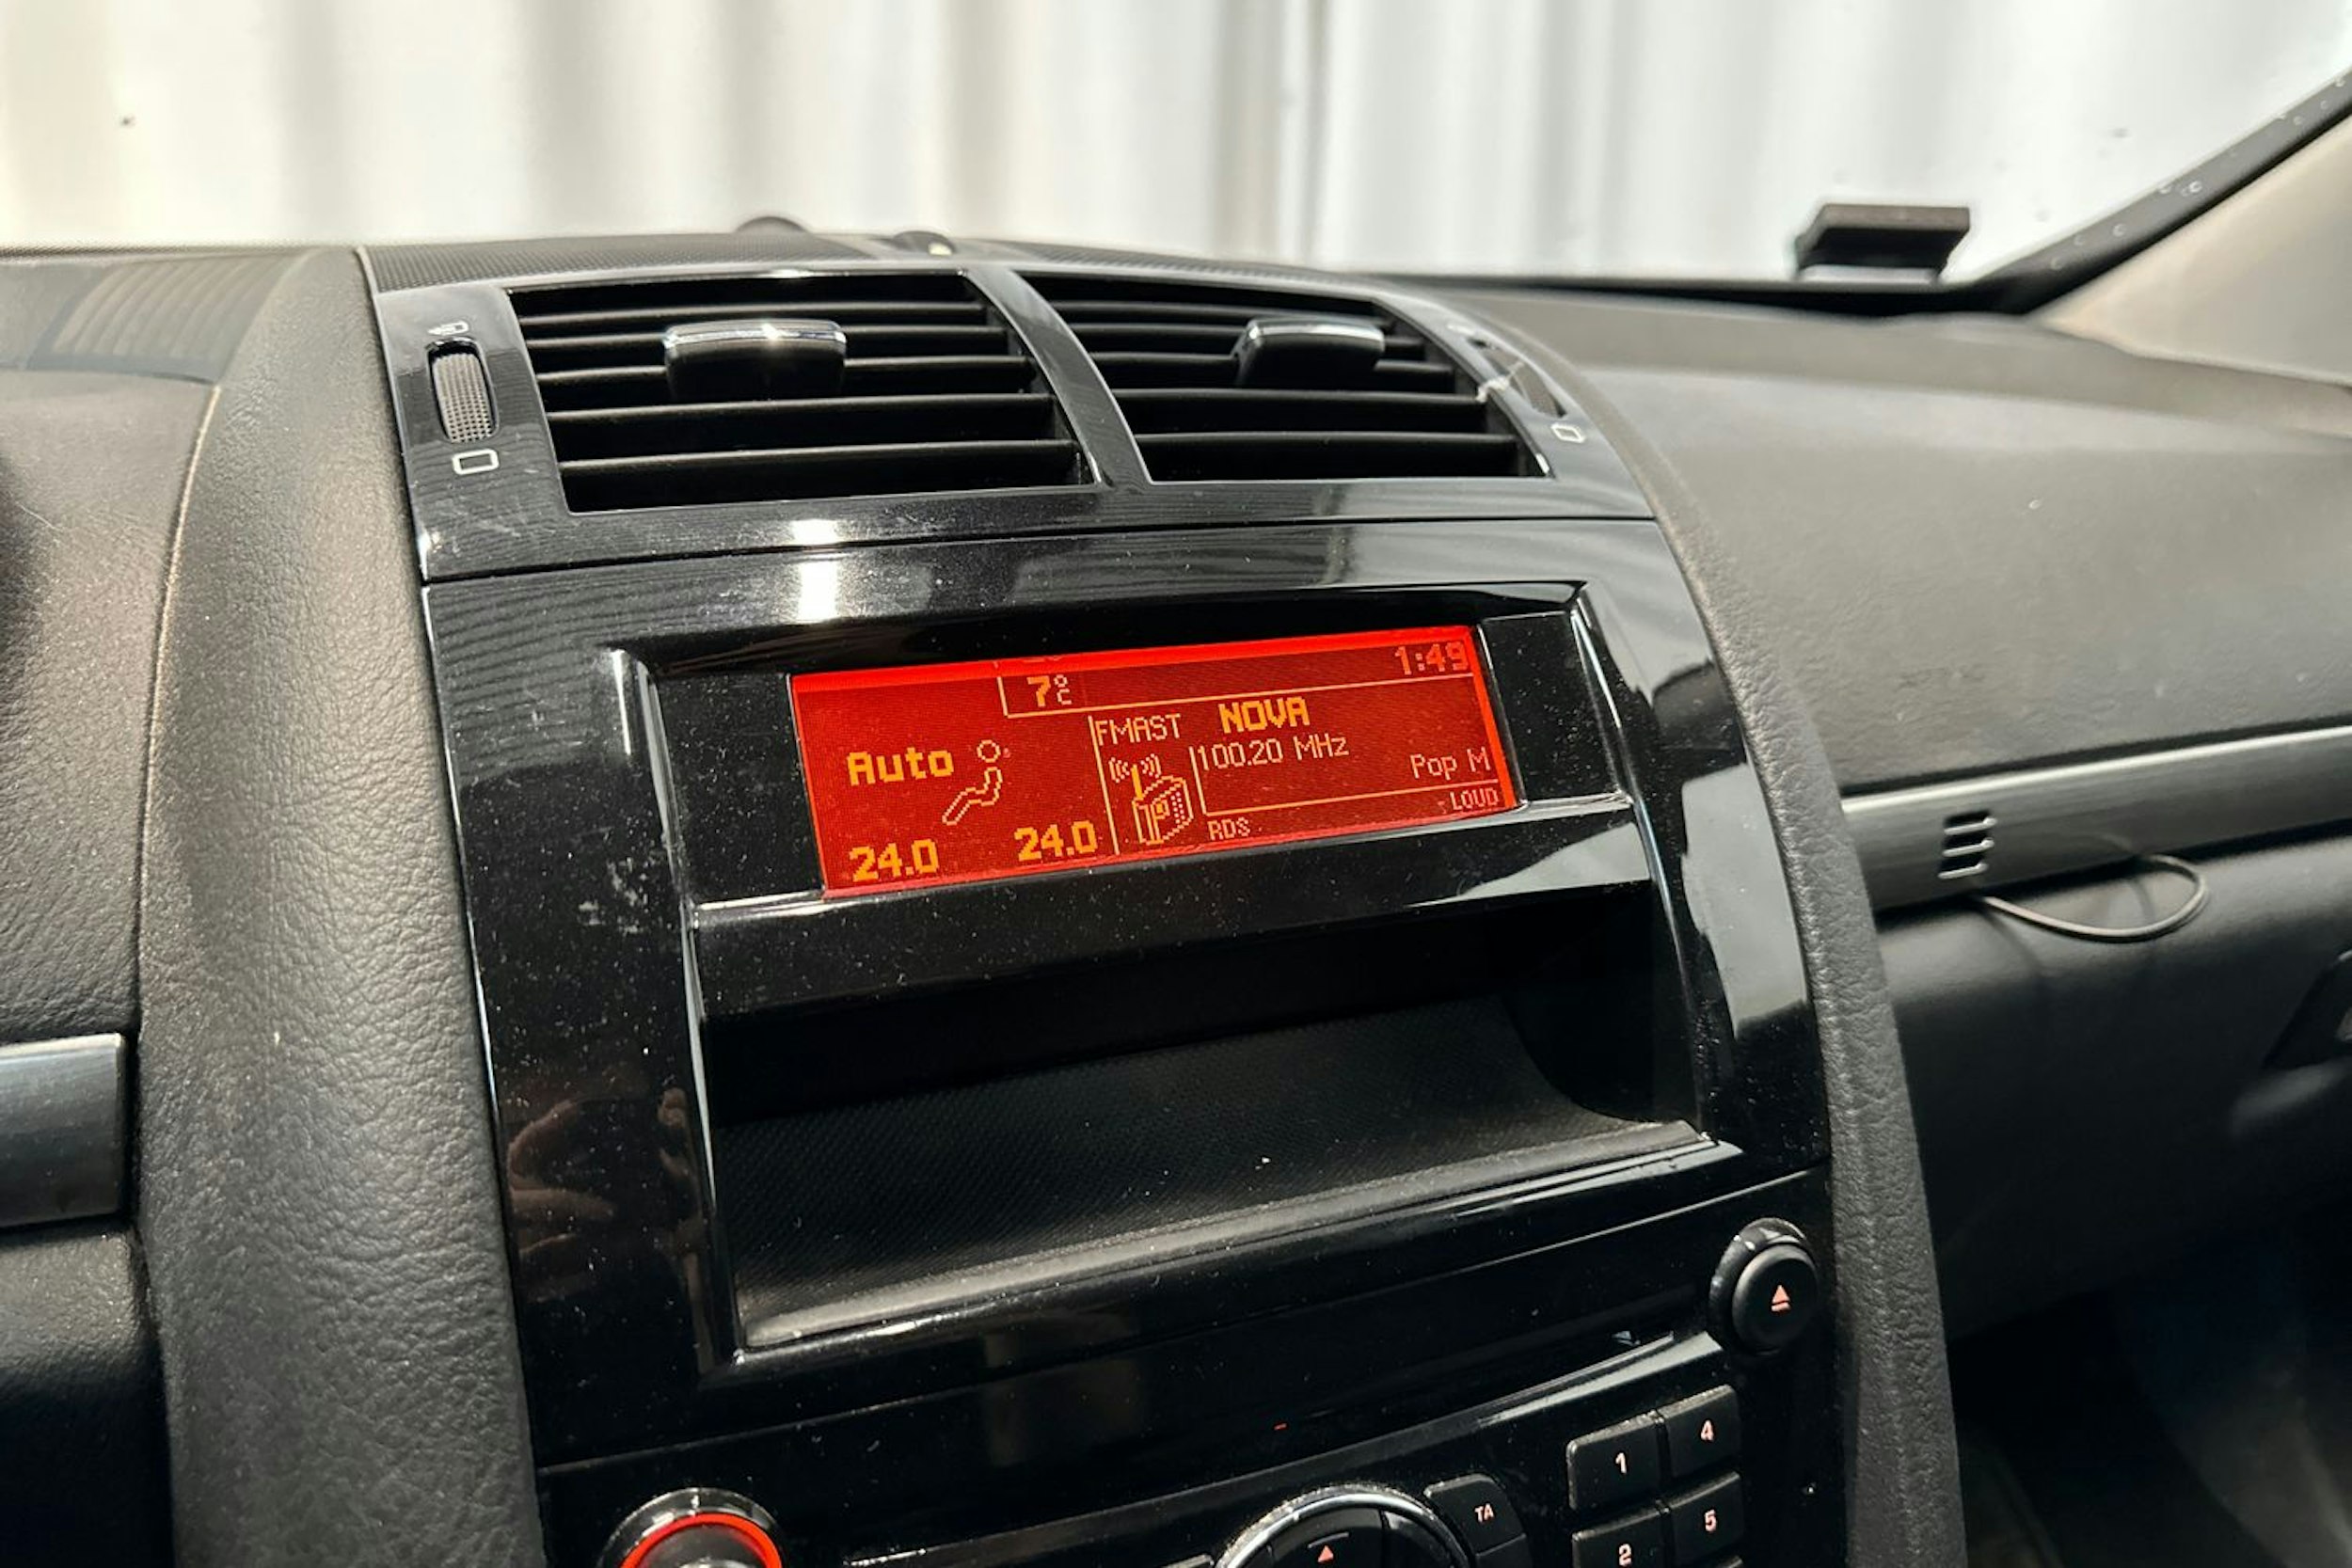 7°C
1:49
FMAST
NOVA
100.20 MHz
Auto
Pop M
LOUD
24.0
24.0
RDS
4
1
TA
5
2